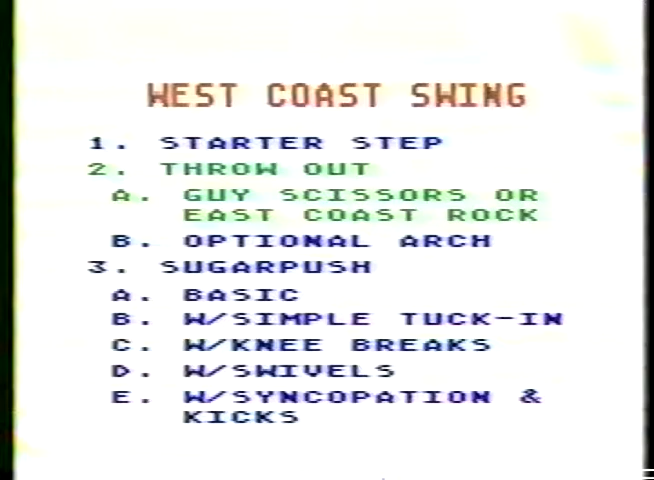 WEST COAST SWING
1. STARTER STEP
2. THROW OUT
A. GUY SCISSORS OR
EAST COAST ROCK
B. OPTIONAL ARCH
3. SUGARPUSH
A. BASIC
B. W/SIMPLE TUCK-IN
C. W/KNEE BREAKS
D. W/SWIVELS
E. W/SYNCOPATION &
KICKS